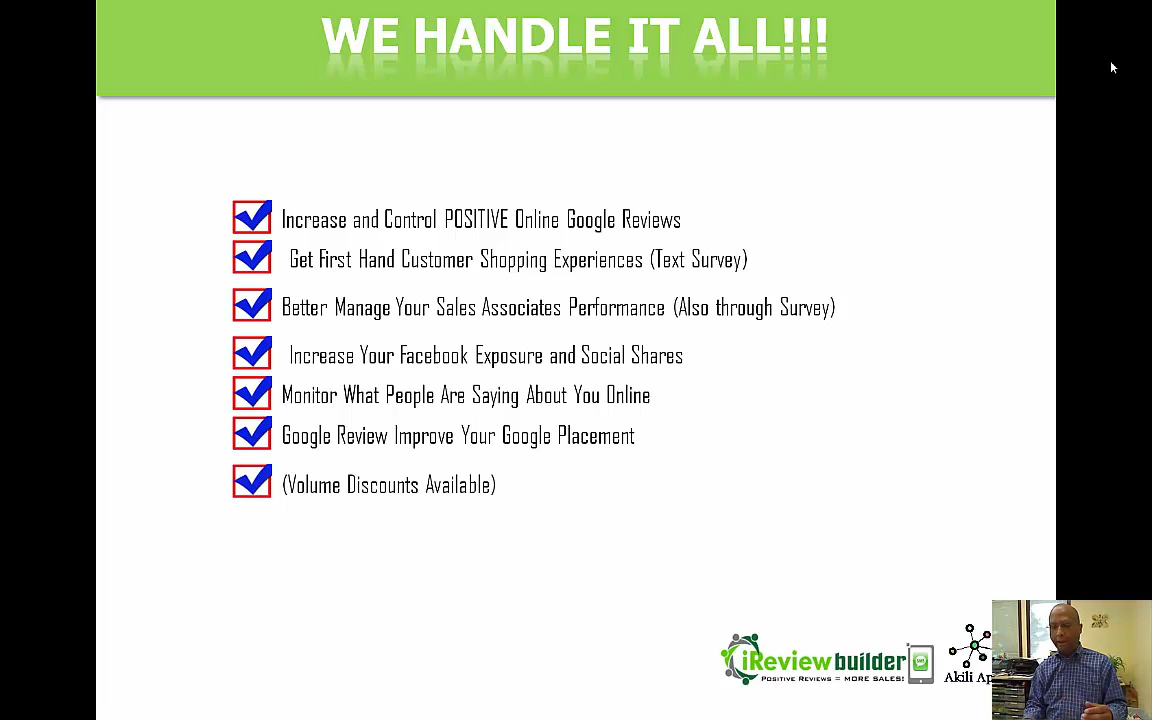 WE HANDLE IT ALL!!!
Increase and Control POSITIVE Online Google Reviews
Get First Hand Customer Shopping Experiences (Text Survey)
Better Manage Your Sales Associates Performance (Also through Survey)
Increase Your Facebook Exposure and Social Shares
Monitor What People Are Saying About You Online
Google Review Improve Your Google Placement
(Volume Discounts Available)
iReviewbuilder
POSITIVE REVIEWS = MORE SALES!
Akili Ap